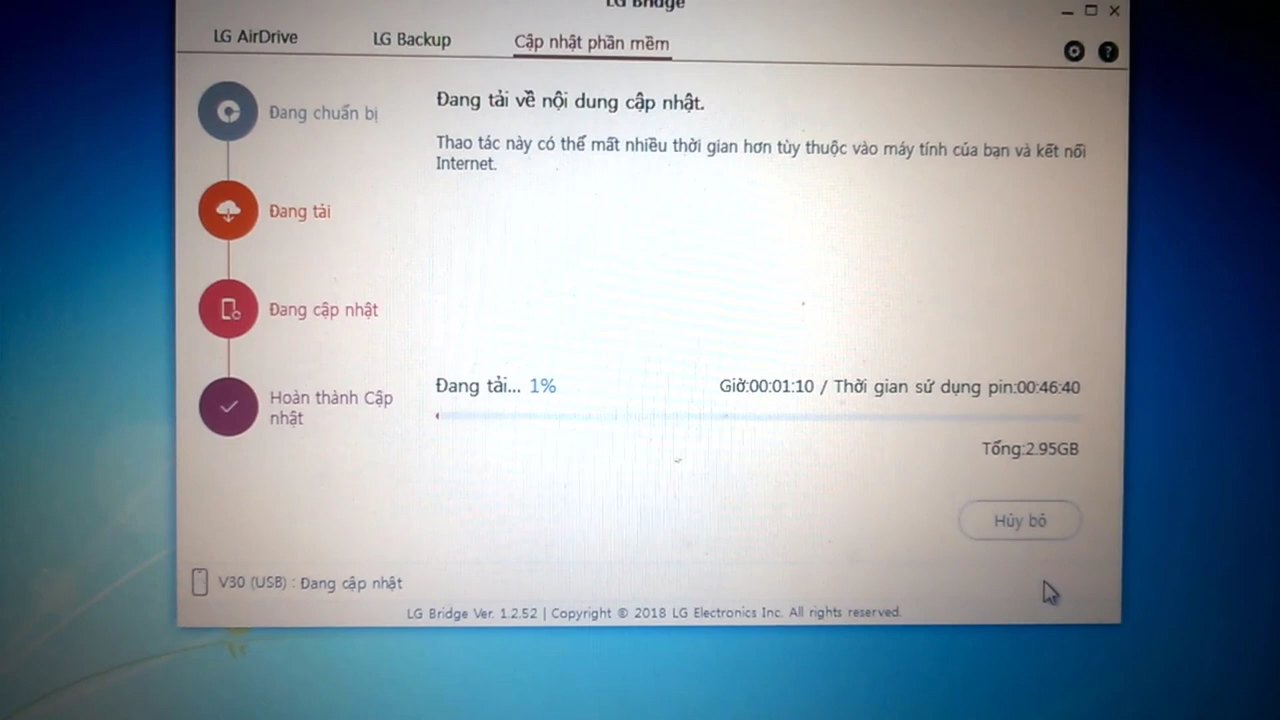 LG Bridge
LG AirDrive
LG Backup
Cập nhật phần mềm
Đang chuẩn bị
Đang tải
Đang cập nhật
Hoàn thành Cập
nhật
Đang tải về nội dung cập nhật.
Thao tác này có thể mất nhiều thời gian hơn tùy thuộc vào máy tính của bạn và kết nối
Internet.
Đang tải... 1%
Giờ:00:01:10 / Thời gian sử dụng pin:00:46:40
Tổng:2.95GB
Hủy bỏ
V30 (USB) : Đang cập nhật
LG Bridge Ver. 1.2.52 | Copyright © 2018 LG Electronics Inc. All rights reserved.